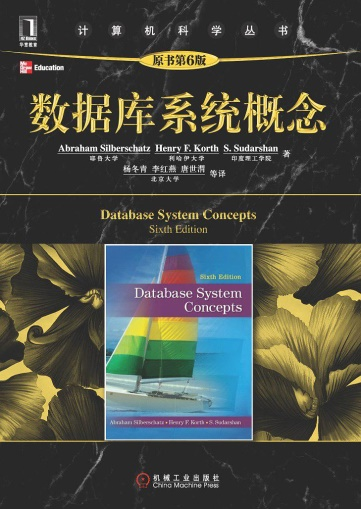 计算机科学丛书
华章教育
Mc Graw Hill Education
原书第6版
数据库系统概念
Abraham Silberschatz Henry F. Korth S. Sudarshan 著
耶鲁大学 利哈伊大学 印度理工学院
杨冬青 李红燕 唐世渭 等译
北京大学
Database System Concepts
Sixth Edition
Sixth Edition
Database System
Concepts
Abraham Silberschatz • Henry F. Korth • S. Sudarshan
机械工业出版社
China Machine Press